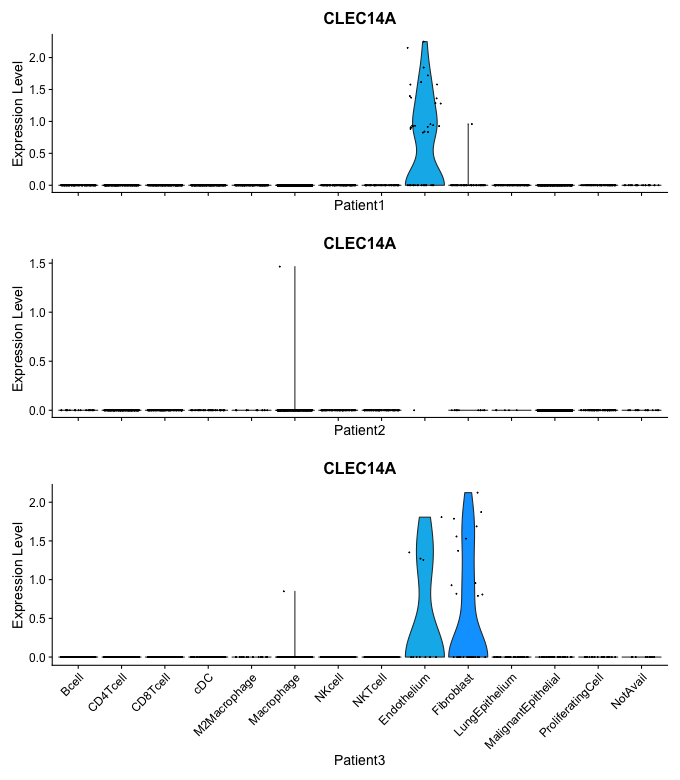 CLEC14A
Expression Level
2.0
1.5
1.0
0.5
0.0
Patient1
CLEC14A
Expression Level
1.5
1.0
0.5
0.0
Patient2
CLEC14A
Expression Level
2.0
1.5
1.0
0.5
0.0
Bcell
CD4Tcell
CD8Tcell
cDC
M2Macrophage
Macrophage
NKcell
NKTcell
Endothelium
Fibroblast
LungEpithelium
MalignantEpithelial
ProliferatingCell
NotAvail
Patient3